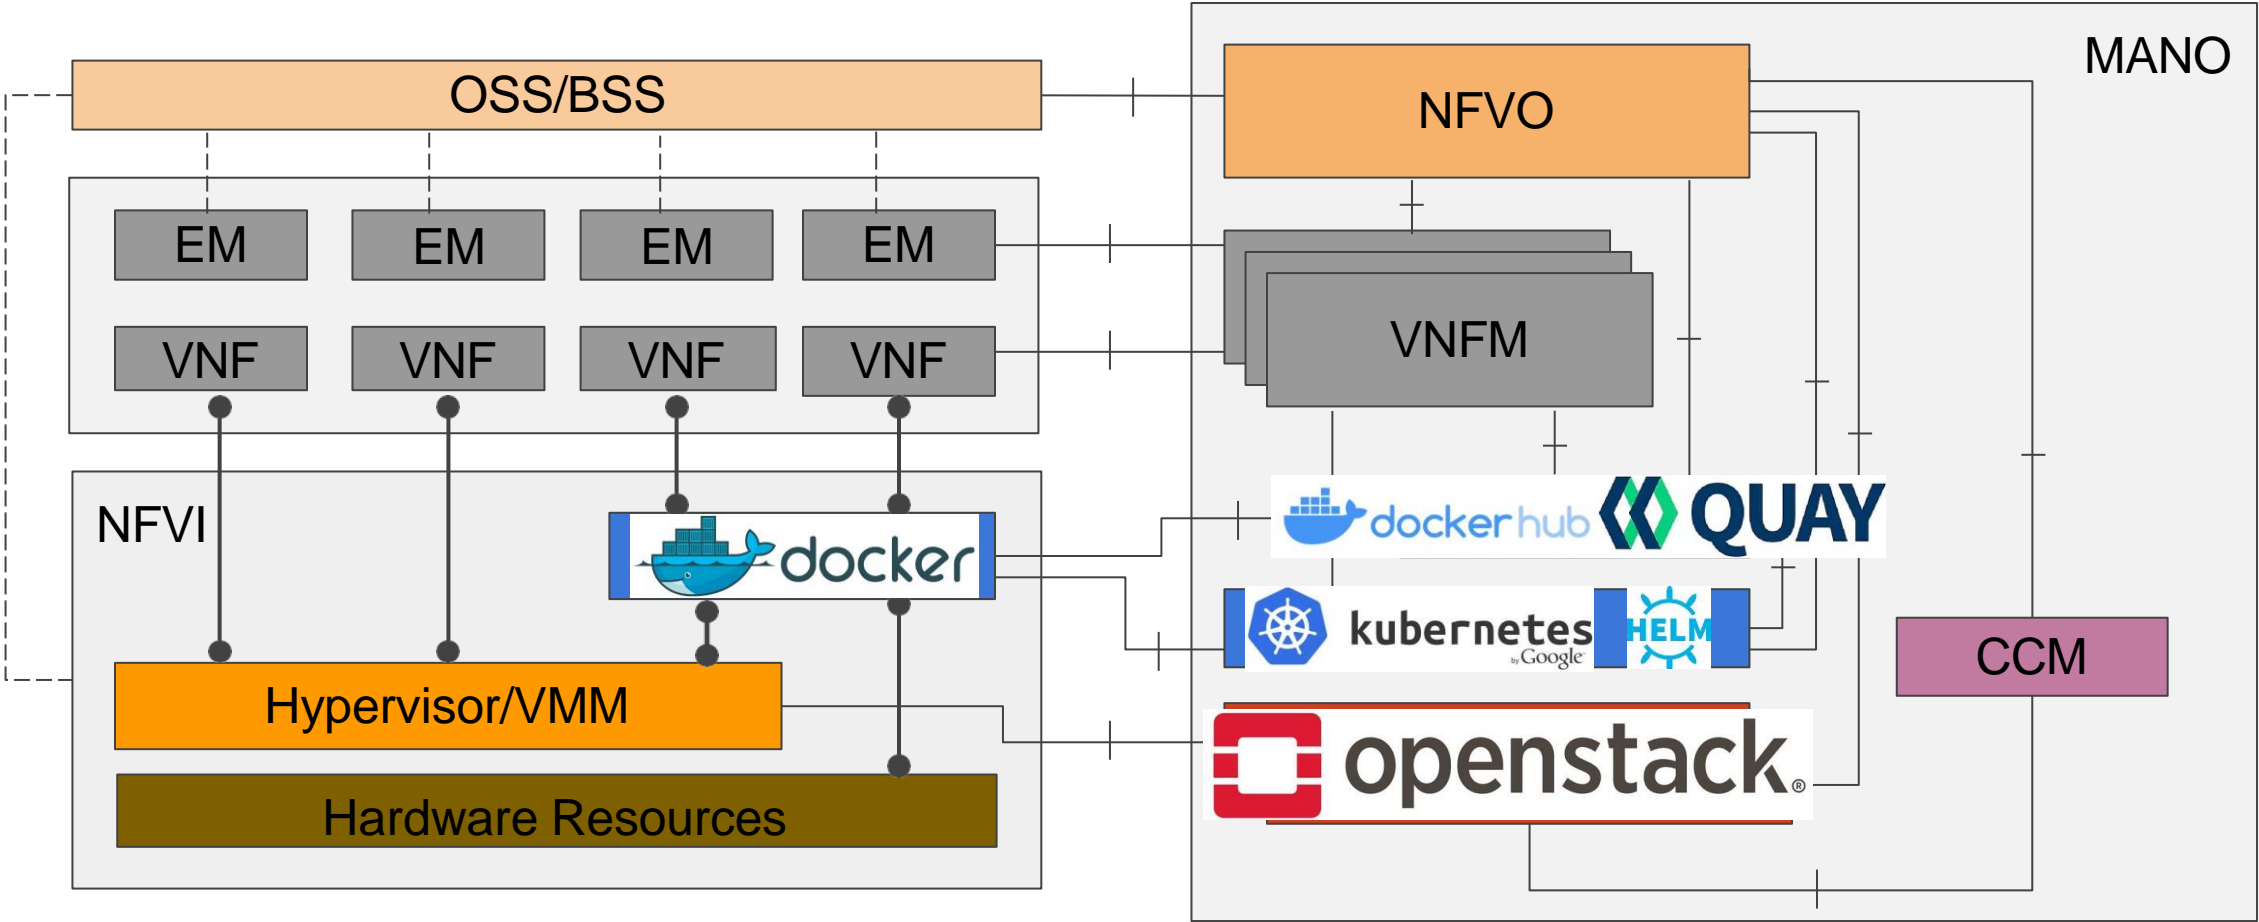 MANO
OSS/BSS
NFVO
EM
EM
EM
EM
VNF
VNF
VNF
VNF
VNFM
NFVI
docker
docker hub
QUAY
kubernetes
by Google
HELM
CCM
Hypervisor/VMM
openstack.®
Hardware Resources